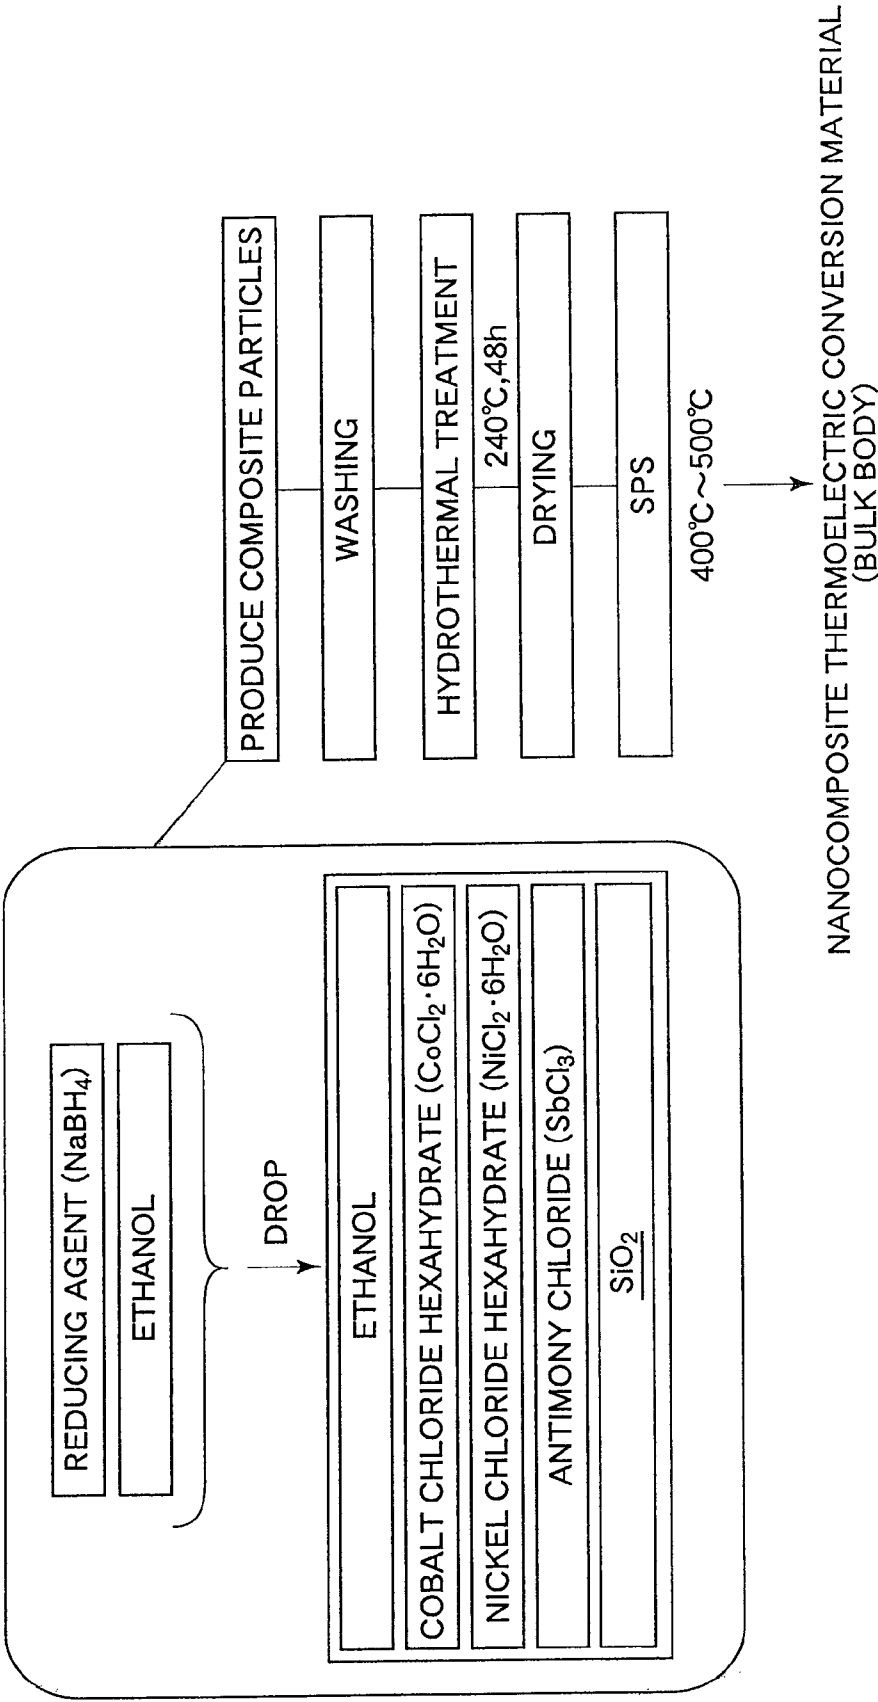 REDUCING AGENT (NaBH₄)
ETHANOL
DROP
ETHANOL
COBALT CHLORIDE HEXAHYDRATE (CoCl₂·6H₂O)
NICKEL CHLORIDE HEXAHYDRATE (NiCl₂·6H₂O)
ANTIMONY CHLORIDE (SbCl₃)
SiO₂
PRODUCE COMPOSITE PARTICLES
WASHING
HYDROTHERMAL TREATMENT
240℃,48h
DRYING
SPS
400℃~500℃
NANOCOMPOSITE THERMOELECTRIC CONVERSION MATERIAL
(BULK BODY)